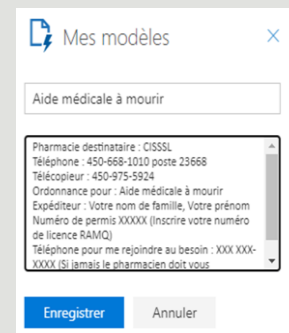 Mes modèles
Aide médicale à mourir
Pharmacie destinataire : CISSSL
Téléphone : 450-668-1010 poste 23668
Télécopieur : 450-975-5924
Ordonnance pour : Aide médicale à mourir
Expéditeur : Votre nom de famille, Votre prénom
Numéro de permis XXXXX (Inscrire votre numéro
de licence RAMQ)
Téléphone pour me rejoindre au besoin : XXX XXX-
XXXX (Si jamais le pharmacien doit vous
Enregistrer
Annuler